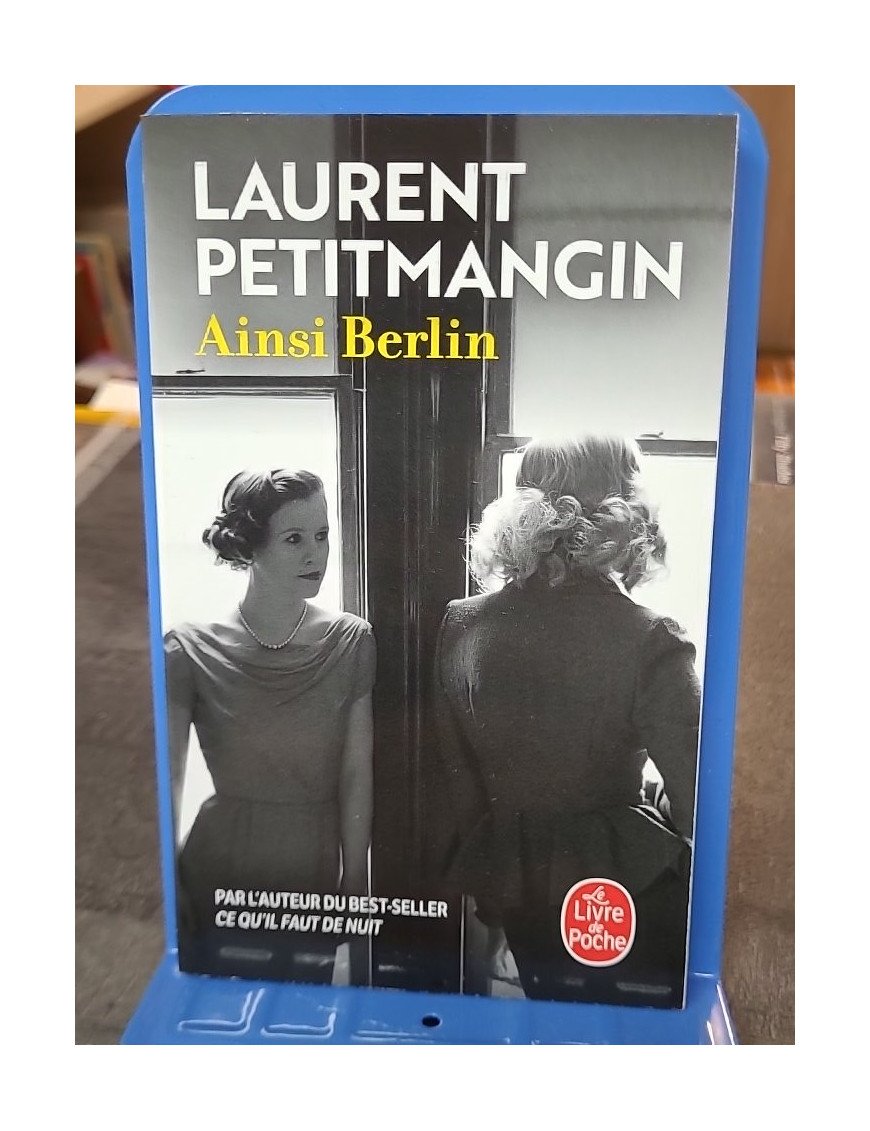 LAURENT
PETITMANGIN
Ainsi Berlin
PAR L'AUTEUR DU BEST-SELLER
CE QU'IL FAUT DE NUIT
Le
Livre
de
Poche